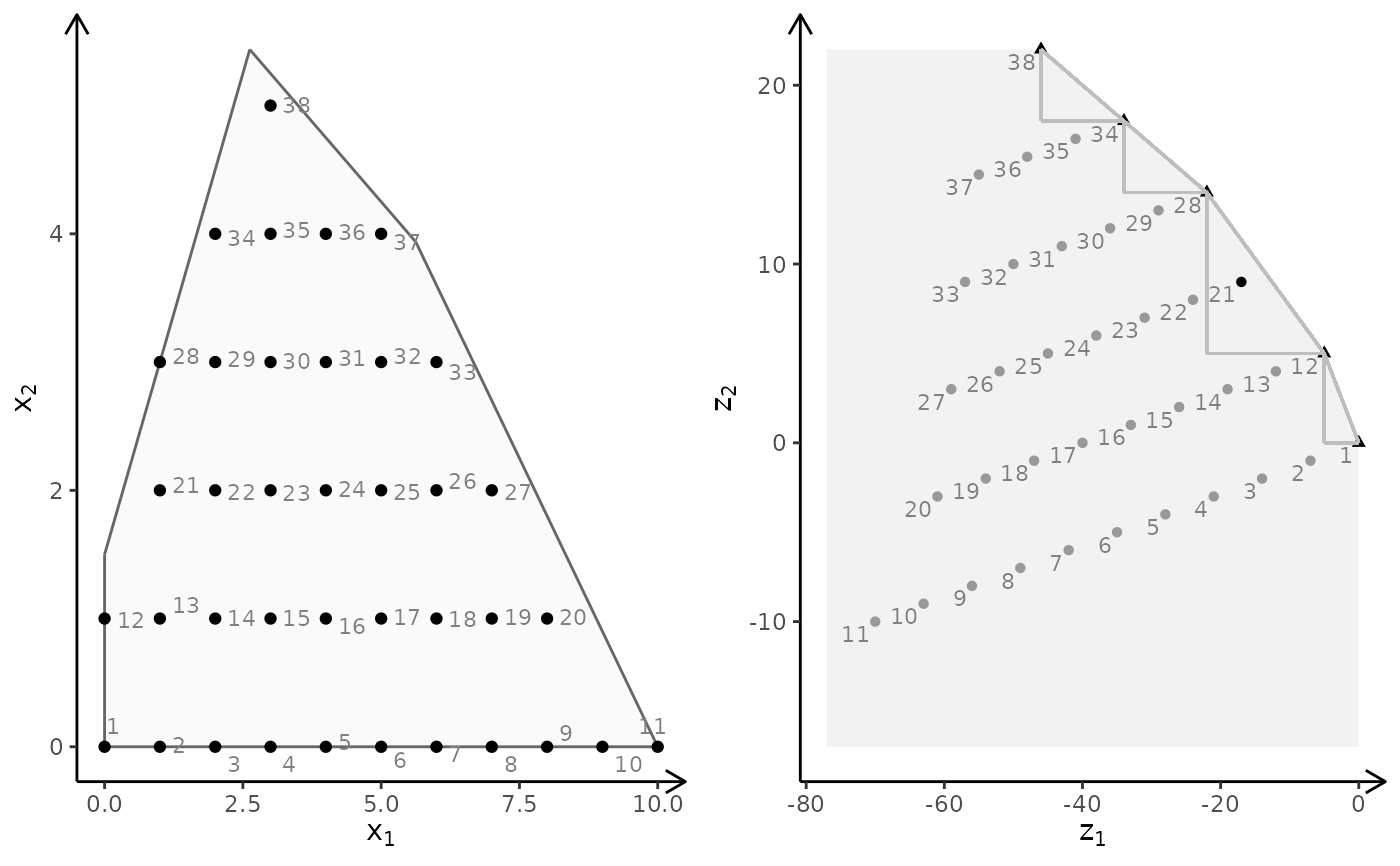 38
4
34 35 36 37
28 29 30 31 32 33
2
21 22 23 24 25 26 27
12 13 14 15 16 17 18 19 20
0
1 2 3 4 5 6 7 8 9 10 11
0.0 2.5 5.0 7.5 10.0
x1
x2
20
38
37 36 35 34
10
33 32 31 30 29 28
27 26 25 24 23 22 21
0
20 19 18 17 16 15 14 13 12
-10
11 10 9 8 7 6 5 4 3 2 1
-80 -60 -40 -20 0
z1
z2